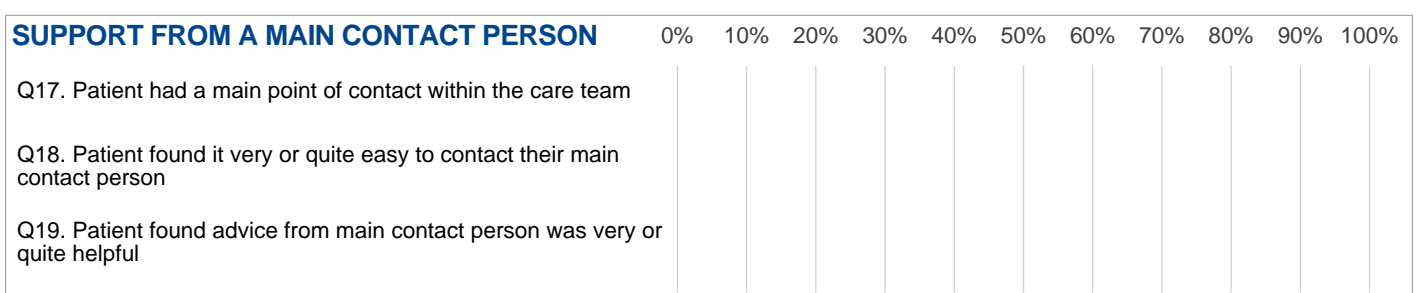 SUPPORT FROM A MAIN CONTACT PERSON 0% 10% 20% 30% 40% 50% 60% 70% 80% 90% 100%
Q17. Patient had a main point of contact within the care team
Q18. Patient found it very or quite easy to contact their main
contact person
Q19. Patient found advice from main contact person was very or
quite helpful